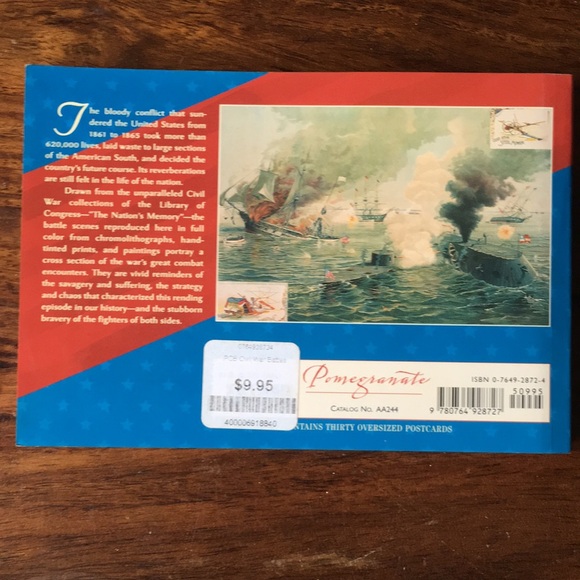 The bloody conflict that sun-
dered the United States from
1861 to 1865 took more than
620,000 lives, laid waste to large sections
of the American South, and decided the
country's future course. Its reverberations
are still felt in the life of the nation.
Drawn from the unparalleled Civil
War collections of the Library of
Congress—"The Nation's Memory"—the
battle scenes reproduced here in full
color from chromolithographs, hand-
tinted prints, and paintings portray a
cross section of the war's great combat
encounters. They are vivid reminders of
the savagery and suffering, the strategy
and chaos that characterized this rending
episode in our history—and the stubborn
bravery of the fighters of both sides.
$9.95
400006918840
Pomegranate
CATALOG NO. AA244
ISBN 0-7649-2872-4
50995
9 780764 928727
NTAINS THIRTY OVERSIZED POSTCARDS